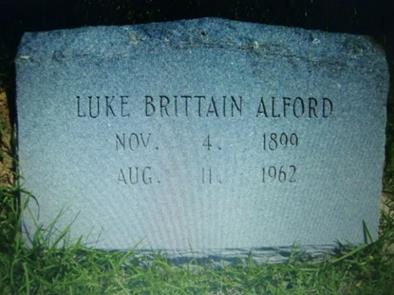 LUKE BRITTAIN ALFORD
NOV. 4. 1899
AUG. 11. 1962